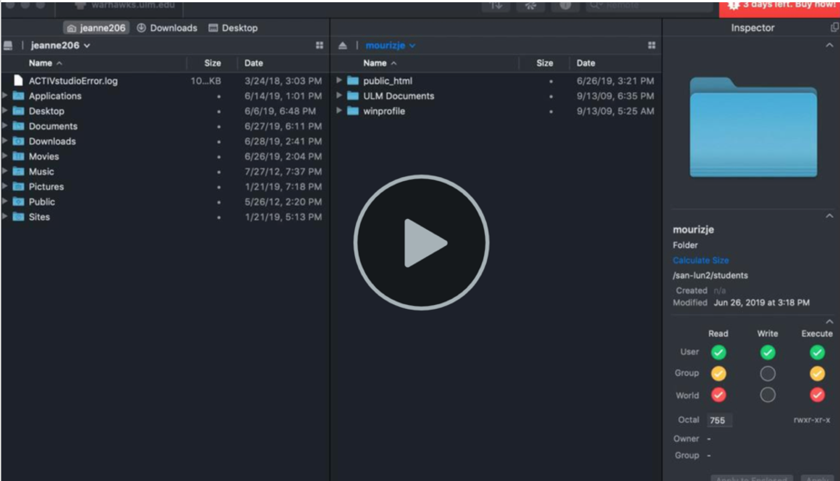 warhawks.ulm.edu
3 days left. Buy now!
jeanne206 Downloads Desktop
Inspector
jeanne206
mourizje
Name Size Date
Name Size Date
ACTIVstudioError.log 10...KB 3/24/18, 3:03 PM
Applications 6/14/19, 1:01 PM
Desktop 6/6/19, 6:48 PM
Documents 6/27/19, 6:11 PM
Downloads 6/28/19, 2:41 PM
Movies 6/26/19, 2:04 PM
Music 7/27/12, 7:37 PM
Pictures 1/21/19, 7:18 PM
Public 5/26/12, 2:20 PM
Sites 1/21/19, 5:13 PM
public_html 6/26/19, 3:21 PM
ULM Documents 9/13/09, 6:35 PM
winprofile 9/13/09, 5:25 AM
mourizje
Folder
Calculate Size
/san-lun2/students
Created n/a
Modified Jun 26, 2019 at 3:18 PM
Read Write Execute
User
Group
World
Octal 755 rwxr-xr-x
Owner -
Group -